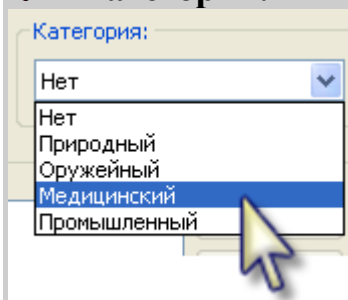 Категория:
Нет
Нет
Природный
Оружейный
Медицинский
Промышленный